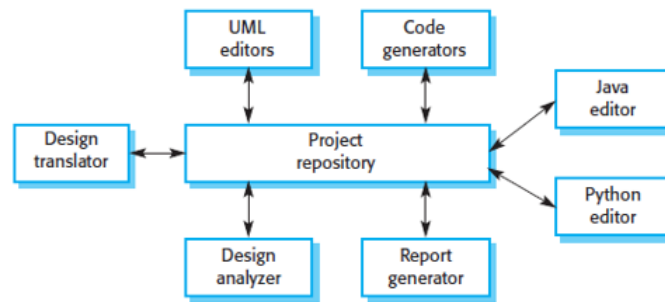 UML
editors
Code
generators
Java
editor
Design
translator
Project
repository
Python
editor
Design
analyzer
Report
generator